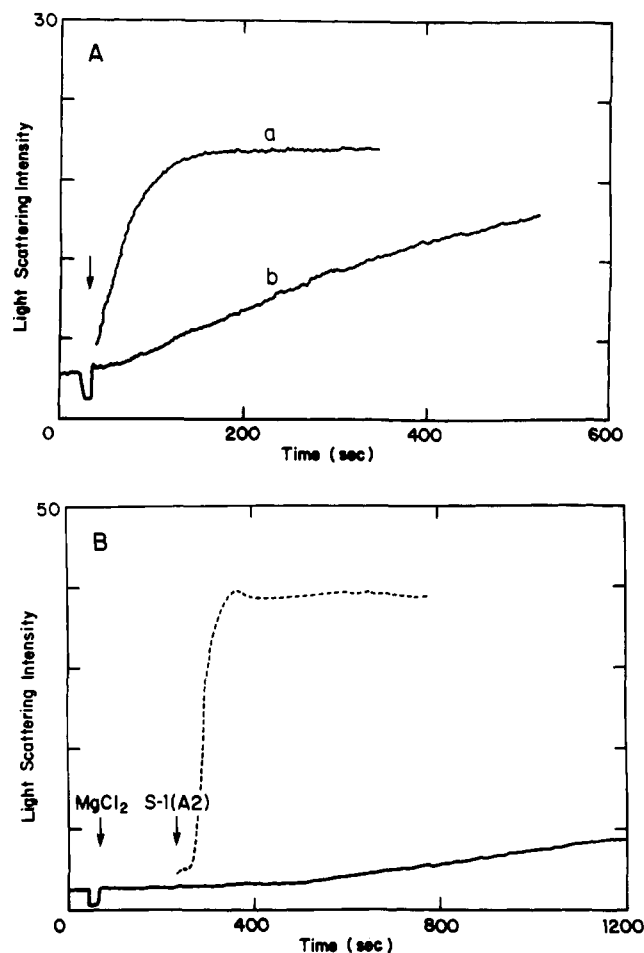 30
A
a
b
Light Scattering Intensity
0
200
400
600
Time (sec)
50
B
MgCl₂ S-1(A2)
Light Scattering Intensity
0
400
800
1200
Time (sec)